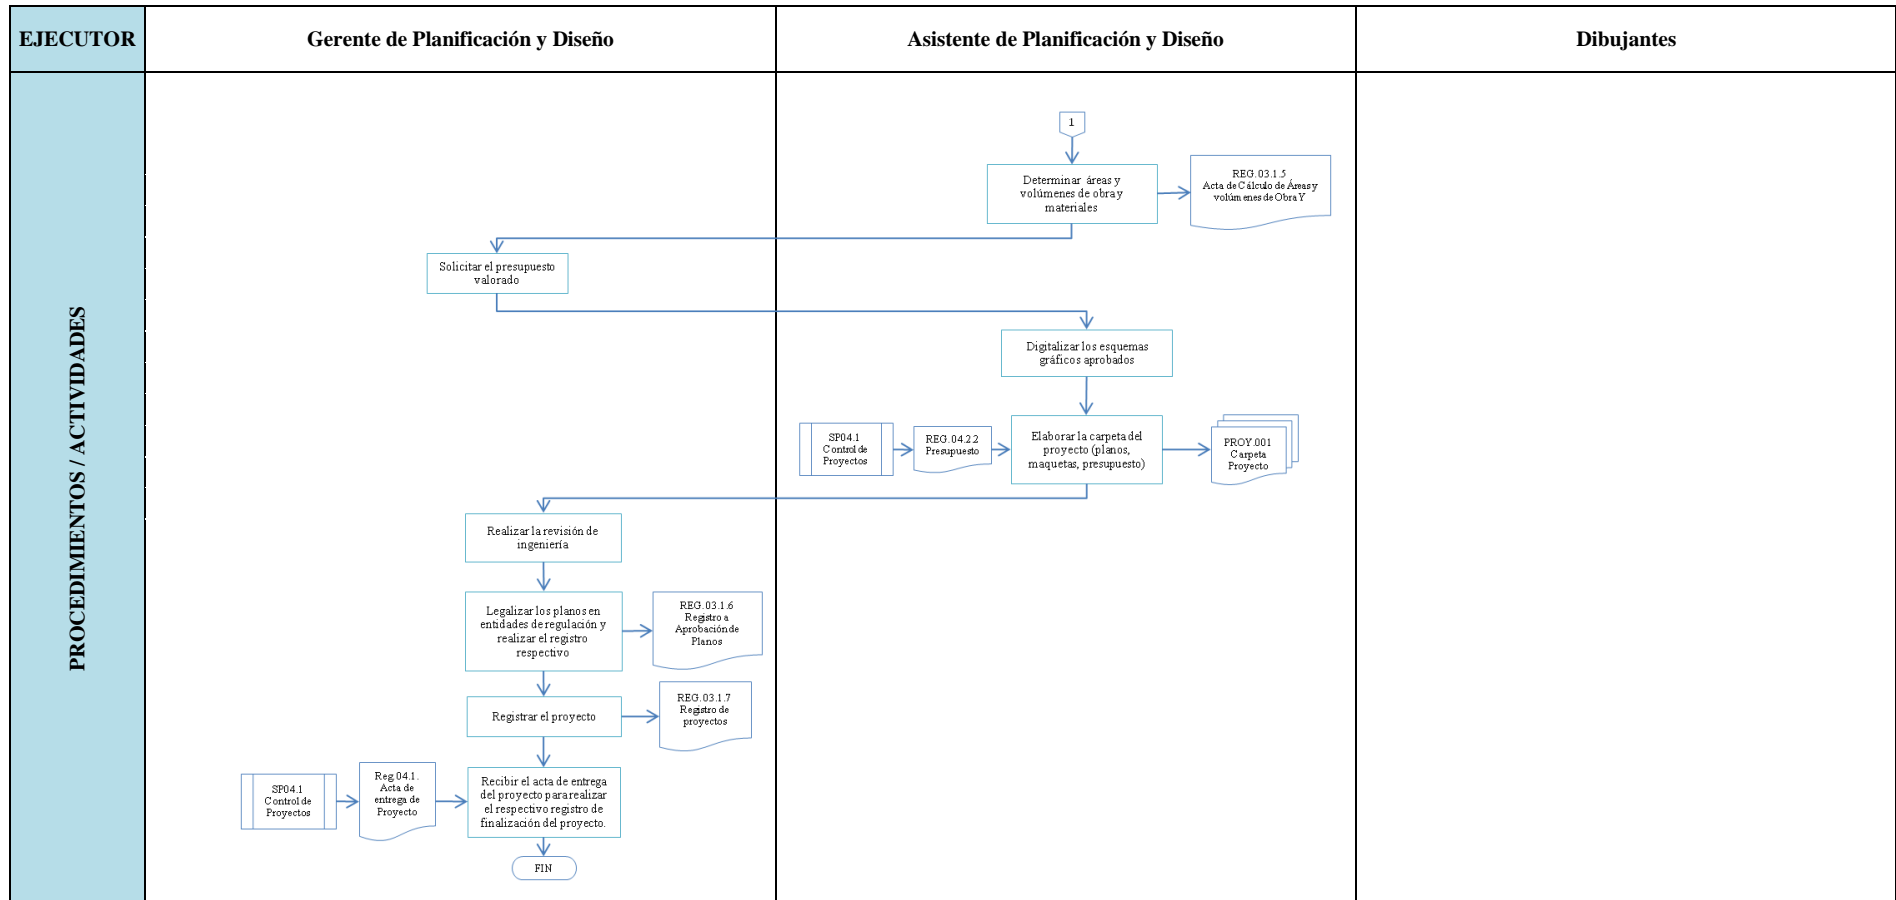 EJECUTOR
Gerente de Planificación y Diseño
Asistente de Planificación y Diseño
Dibujantes
PROCEDIMIENTOS / ACTIVIDADES
1
Determinar áreas y
volúmenes de obra y
materiales
REG.03.1.5
Acta de Cálculo de Áreas y
volúmenes de Obra Y
Solicitar el presupuesto
valorado
Digitalizar los esquemas
gráficos aprobados
SP04.1
Control de
Proyectos
REG.04.2.2
Presupuesto
Elaborar la carpeta del
proyecto (planos,
maquetas, presupuesto)
PROY.001
Carpeta
Proyecto
Realizar la revisión de
ingeniería
Legalizar los planos en
entidades de regulación y
realizar el registro
respectivo
REG.03.1.6
Registro a
Aprobación de
Planos
Registrar el proyecto
REG.03.1.7
Registro de
proyectos
SP04.1
Control de
Proyectos
Reg.04.1.
Acta de
entrega de
Proyecto
Recibir el acta de entrega
del proyecto para realizar
el respectivo registro de
finalización del proyecto.
FIN